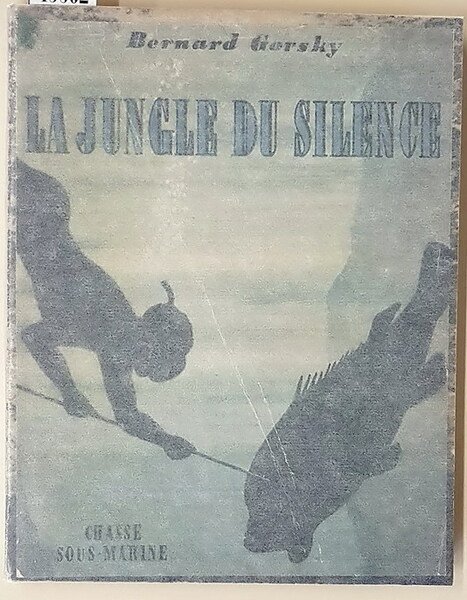 Bernard Gorsky
LA JUNGLE DU SILENCE
CHASSE
SOUS-MARINE